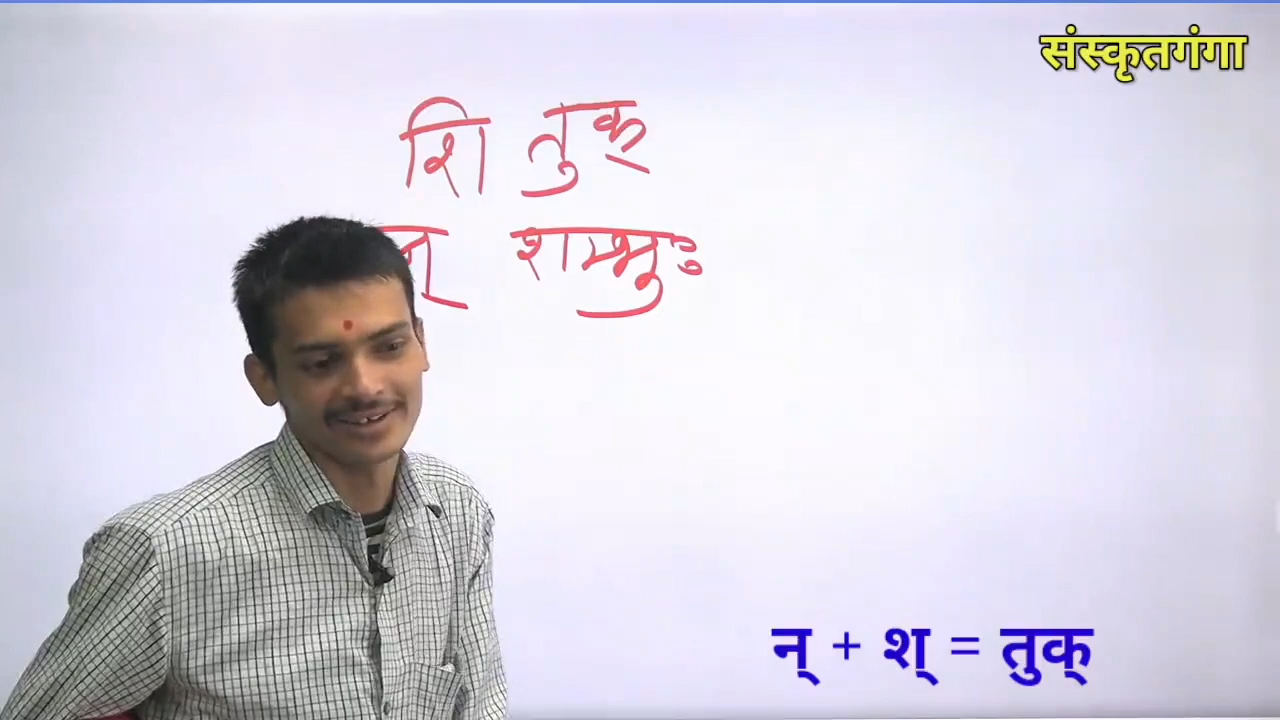 संस्कृतगंगा
शि तुक्
न् शम्भुः
न् + श् = तुक्